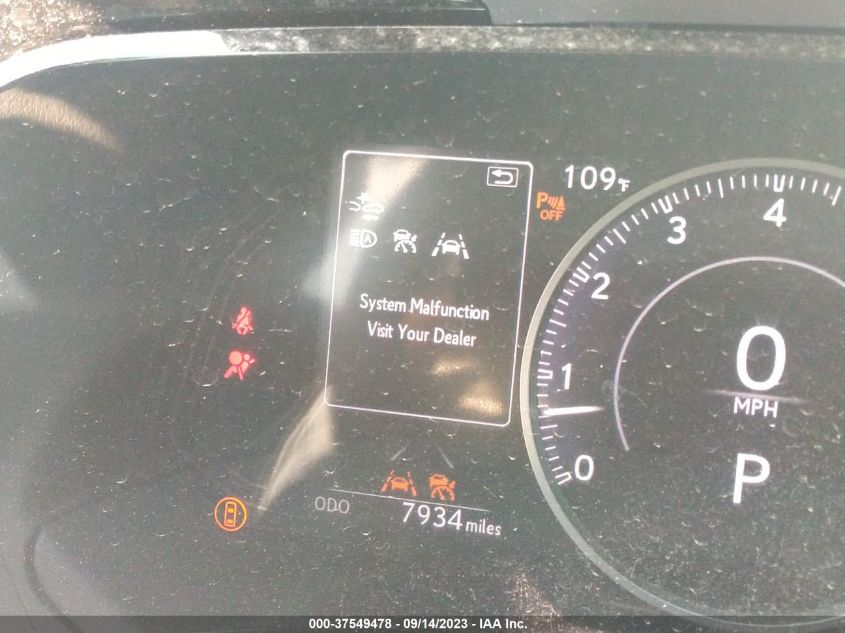 109°F
P OFF
A
System Malfunction
Visit Your Dealer
0
1
2
3
4
0
MPH
P
ODO 7934 miles
000-37549478 - 09/14/2023 - IAA Inc.